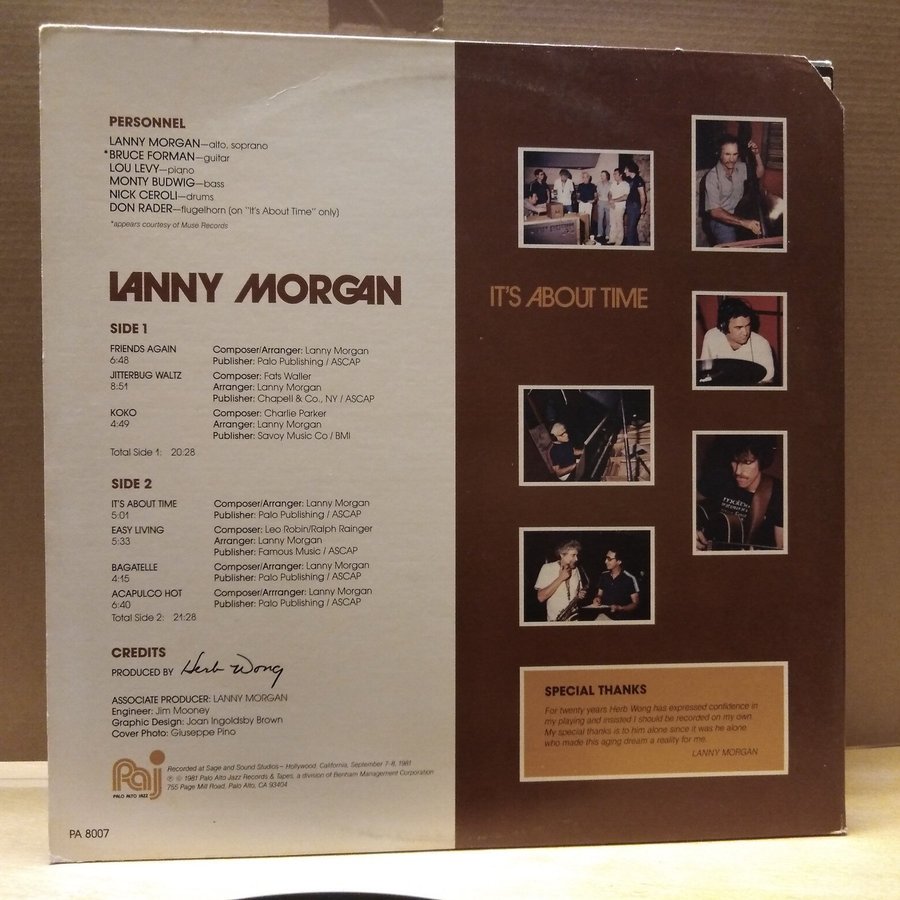 PERSONNEL
LANNY MORGAN—alto, soprano
*BRUCE FORMAN—guitar
LOU LEVY—piano
MONTY BUDWIG—bass
NICK CEROLI—drums
DON RADER—flugelhorn (on "It's About Time" only)
*appears courtesy of Muse Records
LANNY MORGAN
SIDE 1
FRIENDS AGAIN Composer/Arranger: Lanny Morgan
6:48 Publisher: Palo Publishing / ASCAP
JITTERBUG WALTZ Composer: Fats Waller
8:51 Arranger: Lanny Morgan
Publisher: Chapell & Co., NY / ASCAP
KOKO Composer: Charlie Parker
4:49 Arranger: Lanny Morgan
Publisher: Savoy Music Co / BMI
Total Side 1: 20:28
SIDE 2
IT'S ABOUT TIME Composer/Arranger: Lanny Morgan
5:01 Publisher: Palo Publishing / ASCAP
EASY LIVING Composer: Leo Robin/Ralph Rainger
5:33 Arranger: Lanny Morgan
Publisher: Famous Music / ASCAP
BAGATELLE Composer/Arranger: Lanny Morgan
4:15 Publisher: Palo Publishing / ASCAP
ACAPULCO HOT Composer/Arrranger: Lanny Morgan
6:40 Publisher: Palo Publishing / ASCAP
Total Side 2: 21:28
CREDITS
PRODUCED BY Herb Wong
ASSOCIATE PRODUCER: LANNY MORGAN
Engineer: Jim Mooney
Graphic Design: Joan Ingoldsby Brown
Cover Photo: Giuseppe Pino
Paj
PALO ALTO JAZZ
Recorded at Sage and Sound Studios—Hollywood, California, September 7-8, 1981
℗ © 1981 Palo Alto Jazz Records & Tapes, a division of Benham Management Corporation
755 Page Mill Road, Palo Alto, CA 93404
PA 8007
IT'S ABOUT TIME
SPECIAL THANKS
For twenty years Herb Wong has expressed confidence in
my playing and insisted I should be recorded on my own.
My special thanks is to him alone since it was he alone
who made this aging dream a reality for me.
LANNY MORGAN